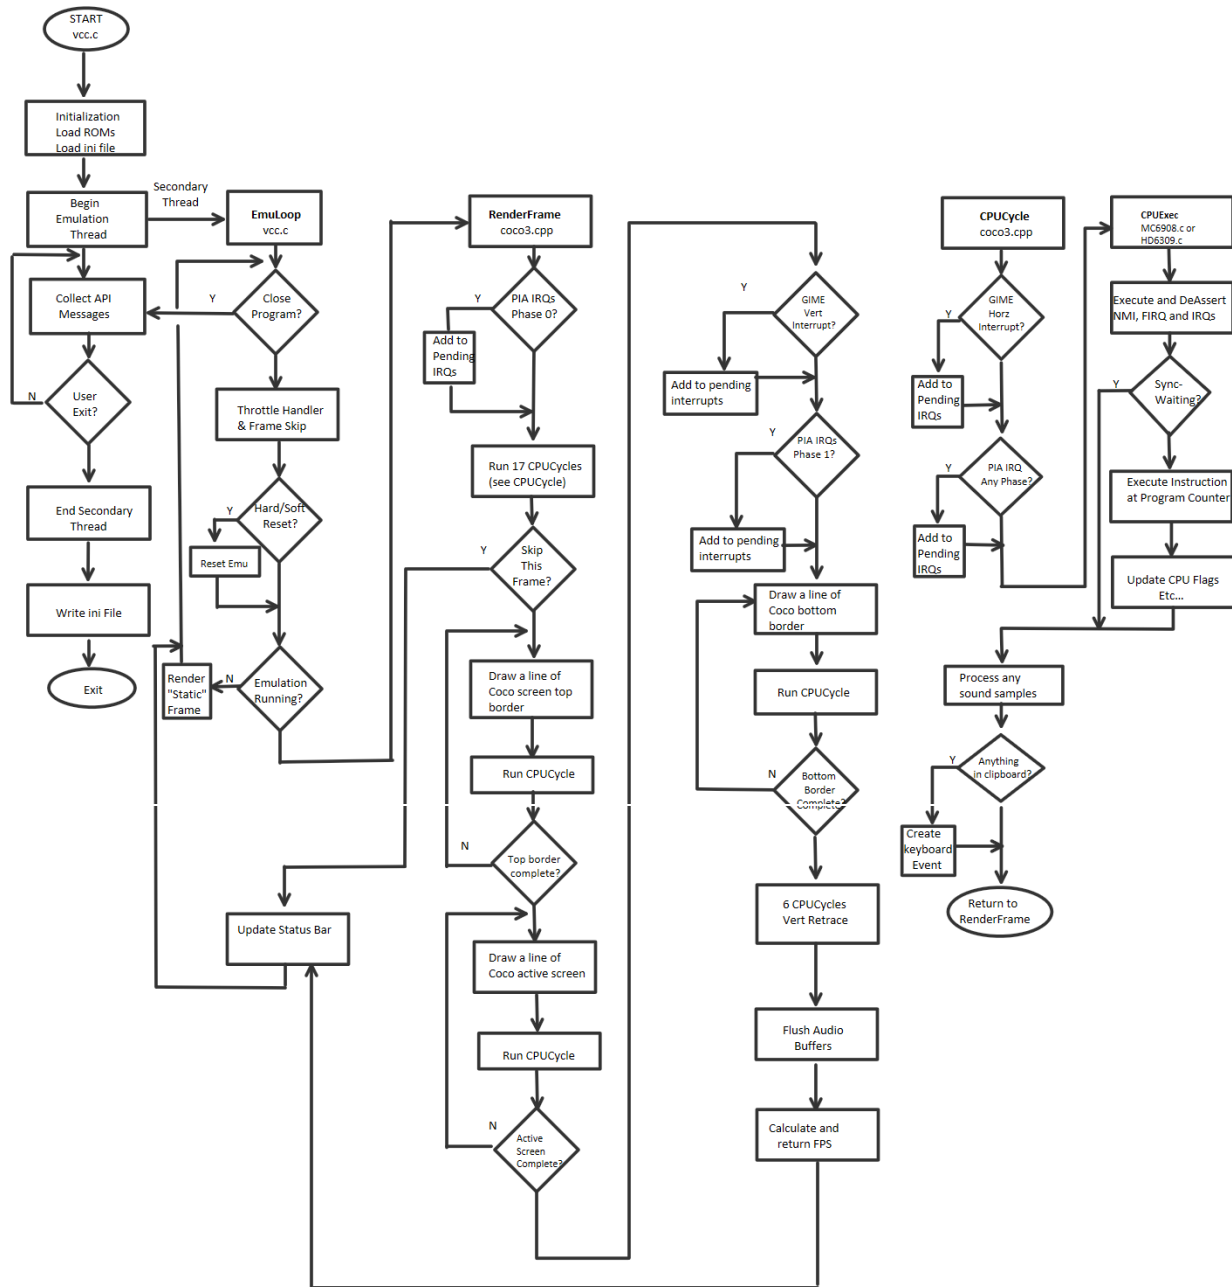 START
vcc.c
Initialization
Load ROMs
Load ini file
Begin
Emulation
Thread
Secondary
Thread
Collect API
Messages
User
Exit?
N
End Secondary
Thread
Write ini File
Exit
EmuLoop
vcc.c
Close
Program?
Y
Throttle Handler
& Frame Skip
Hard/Soft
Reset?
Y
Reset Emu
Emulation
Running?
N
Render
"Static"
Frame
Update Status Bar
RenderFrame
coco3.cpp
PIA IRQs
Phase 0?
Y
Add to
Pending
IRQs
Run 17 CPUCycles
(see CPUCycle)
Skip
This
Frame?
Y
Draw a line of
Coco screen top
border
Run CPUCycle
Top border
complete?
N
Draw a line of
Coco active screen
Run CPUCycle
Active
Screen
Complete?
N
GIME
Vert
Interrupt?
Y
Add to pending
interrupts
PIA IRQs
Phase 1?
Y
Add to pending
interrupts
Draw a line of
Coco bottom
border
Run CPUCycle
Bottom
Border
Complete?
N
6 CPUCycles
Vert Retrace
Flush Audio
Buffers
Calculate and
return FPS
CPUCycle
coco3.cpp
GIME
Horz
Interrupt?
Y
Add to
Pending
IRQs
PIA IRQ
Any Phase?
Y
Add to
Pending
IRQs
CPUExec
MC6908.c or
HD6309.c
Execute and DeAssert
NMI, FIRQ and IRQs
Sync-
Waiting?
Y
Execute Instruction
at Program Counter
Update CPU Flags
Etc...
Process any
sound samples
Anything
in clipboard?
Y
Create
keyboard
Event
Return to
RenderFrame